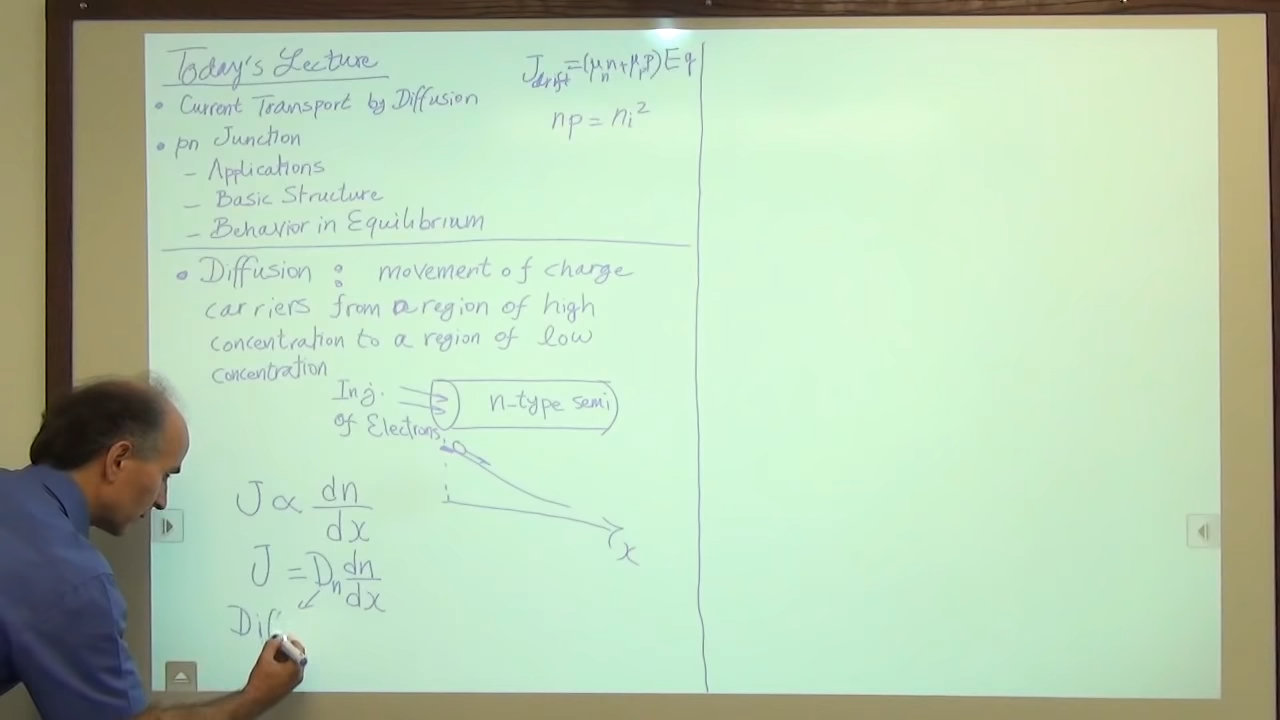 Today's Lecture
• Current Transport by Diffusion
• pn Junction
- Applications
- Basic Structure
- Behavior in Equilibrium
J_drift = (μ_n n + μ_p p) E q
np = n_i²
• Diffusion : movement of charge
carriers from a region of high
concentration to a region of low
concentration
Inj.
of Electrons
n-type semi
x
J ∝ dn/dx
J = D_n dn/dx
Dif